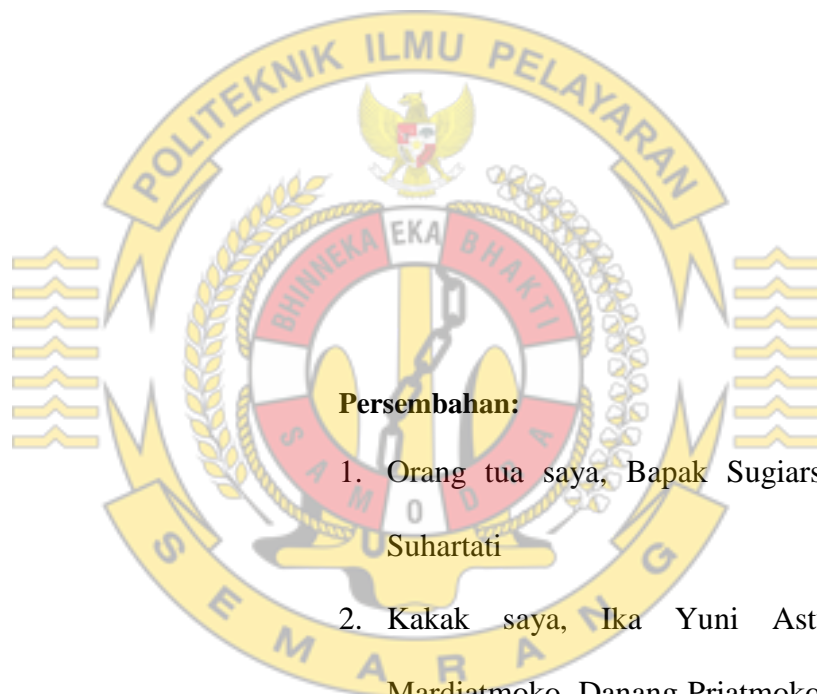 POLITEKNIK ILMU PELAYARAN
BHINNEKA EKA BHAKTI
Persembahan:
1. Orang tua saya, Bapak Sugiars
Suhartati
2. Kakak saya, Ika Yuni Ast
Mardiatmoko, Danang Priatmoko
SAMODRA
SEMARANG